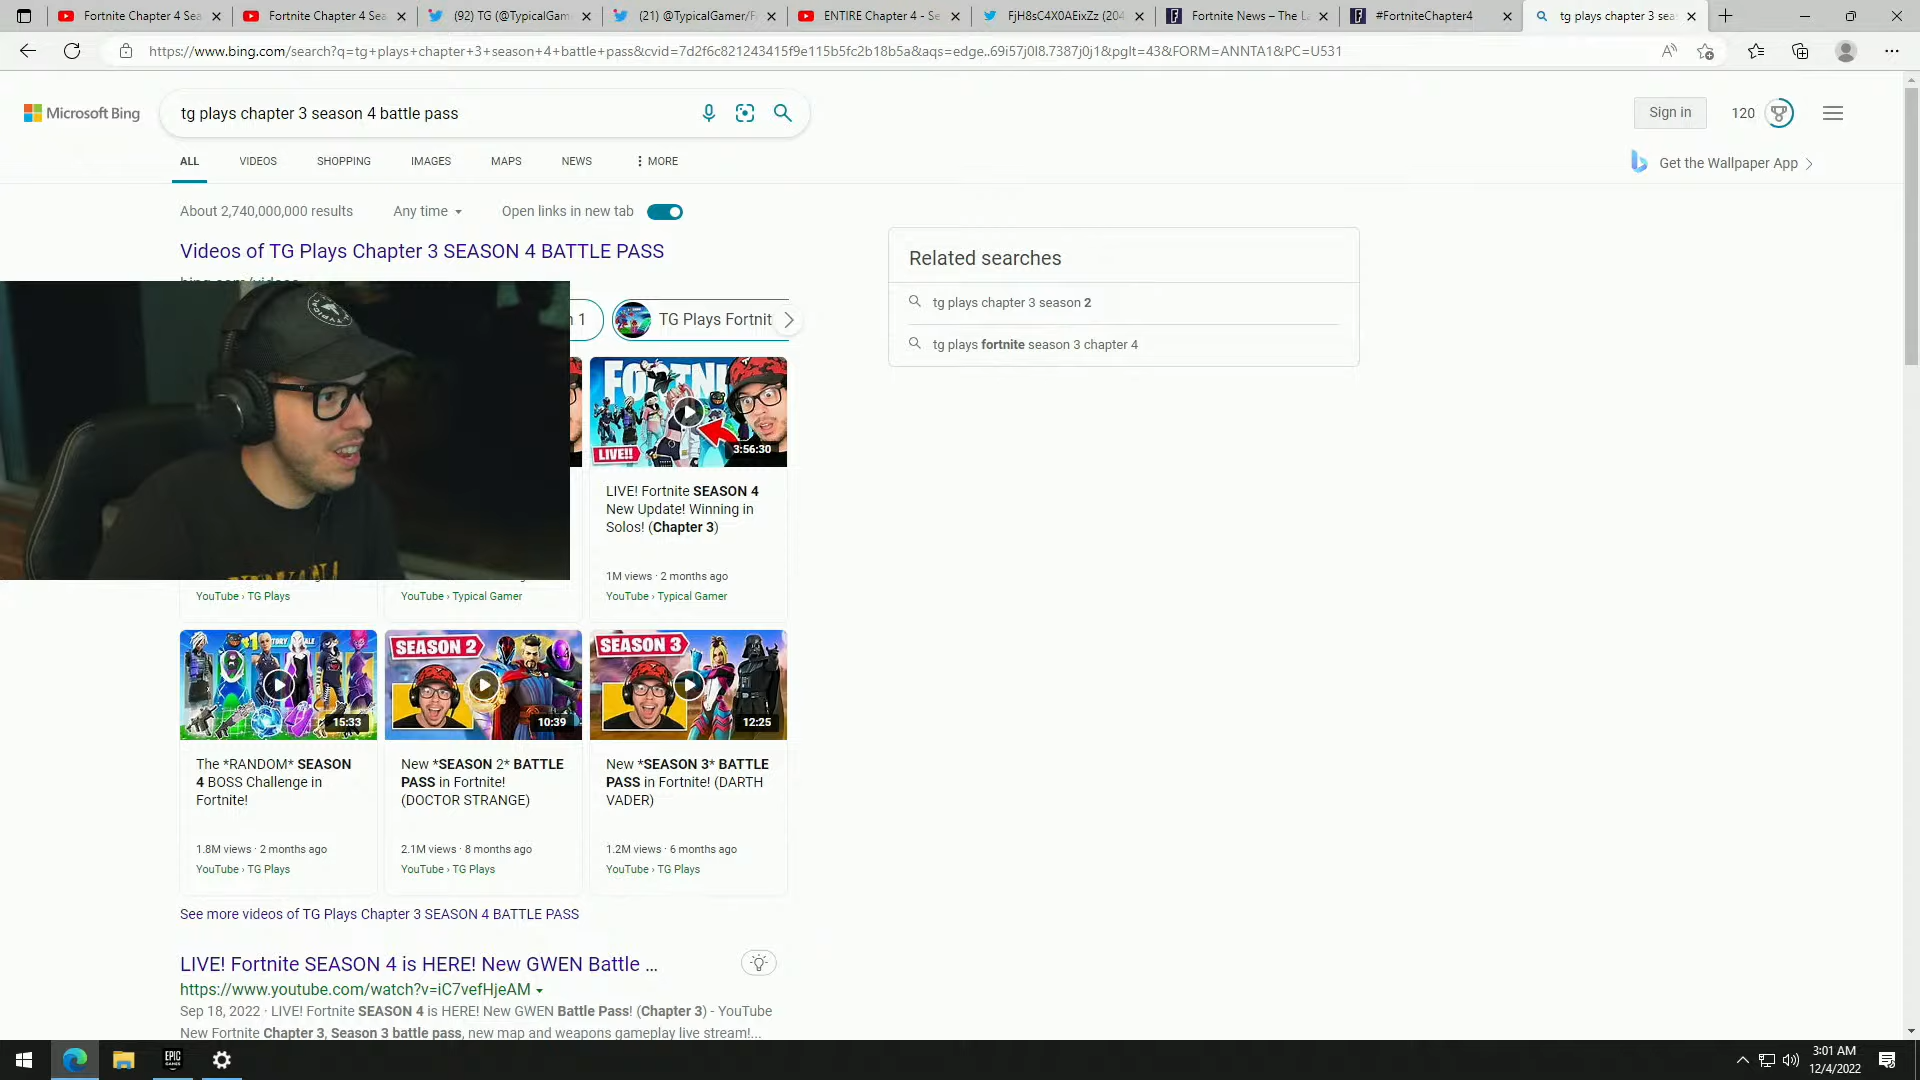 Fortnite Chapter 4 Sea
Fortnite Chapter 4 Sea
(92) TG (@TypicalGam
(21) @TypicalGamer/F
ENTIRE Chapter 4 - Se
FjH8sC4X0AEixZz (204
Fortnite News – The La
#FortniteChapter4
tg plays chapter 3 seas
https://www.bing.com/search?q=tg+plays+chapter+3+season+4+battle+pass&cvid=7d2f6c821243415f9e115b5fc2b18b5a&aqs=edge..69i57j0l8.7387j0j1&pglt=43&FORM=ANNTA1&PC=U531
Microsoft Bing
tg plays chapter 3 season 4 battle pass
Sign in
120
ALL
VIDEOS
SHOPPING
IMAGES
MAPS
NEWS
MORE
Get the Wallpaper App
About 2,740,000,000 results
Any time
Open links in new tab
Videos of TG Plays Chapter 3 SEASON 4 BATTLE PASS
bing.com/videos
n 1
TG Plays Fortnit
Related searches
tg plays chapter 3 season 2
tg plays fortnite season 3 chapter 4
FORTNI
LIVE!!
3:56:30
LIVE! Fortnite SEASON 4
New Update! Winning in
Solos! (Chapter 3)
1M views · 2 months ago
YouTube › TG Plays
YouTube › Typical Gamer
YouTube › Typical Gamer
15:33
SEASON 2
10:39
SEASON 3
12:25
The *RANDOM* SEASON
4 BOSS Challenge in
Fortnite!
1.8M views · 2 months ago
YouTube › TG Plays
New *SEASON 2* BATTLE
PASS in Fortnite!
(DOCTOR STRANGE)
2.1M views · 8 months ago
YouTube › TG Plays
New *SEASON 3* BATTLE
PASS in Fortnite! (DARTH
VADER)
1.2M views · 6 months ago
YouTube › TG Plays
See more videos of TG Plays Chapter 3 SEASON 4 BATTLE PASS
LIVE! Fortnite SEASON 4 is HERE! New GWEN Battle ...
https://www.youtube.com/watch?v=iC7vefHjeAM
Sep 18, 2022 · LIVE! Fortnite SEASON 4 is HERE! New GWEN Battle Pass! (Chapter 3) - YouTube
New Fortnite Chapter 3, Season 3 battle pass, new map and weapons gameplay live stream!...
EPIC
GAMES
3:01 AM
12/4/2022